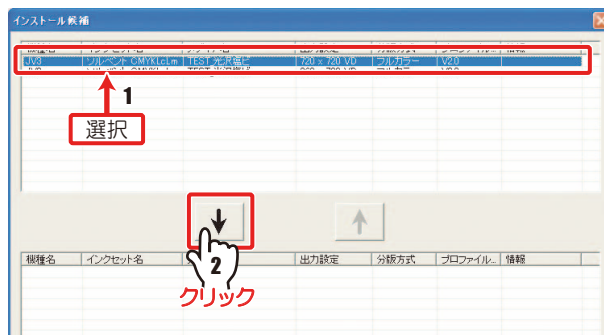 インストール候補
JV3 ソルベント CMYKLcLm TEST 光沢塩ビ 720 x 720 VD フルカラー V2.0
1
選択
2
クリック
機種名 インクセット名 出力設定 分版方式 プロファイル... 情報